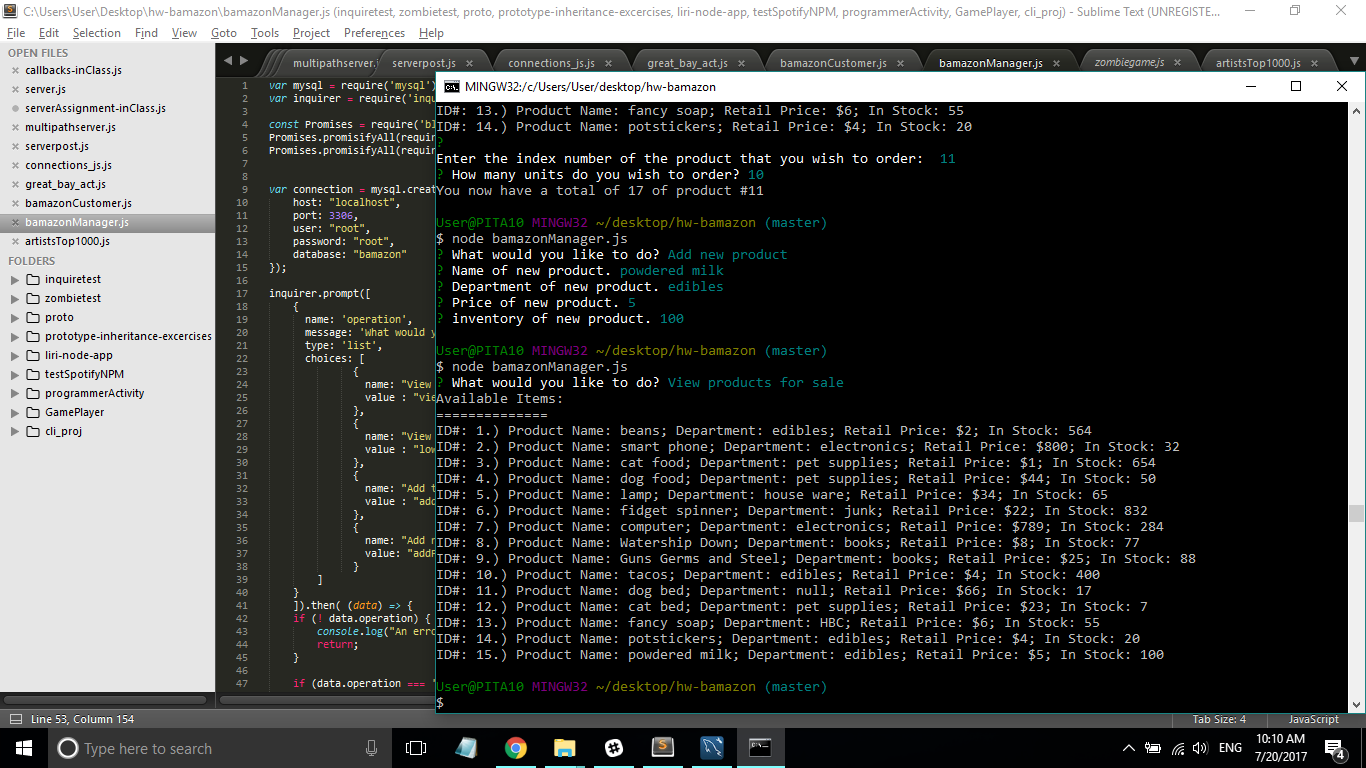 C:\Users\User\Desktop\hw-bamazon\bamazonManager.js (inquiretest, zombietest, proto, prototype-inheritance-excercises, liri-node-app, testSpotifyNPM, programmerActivity, GamePlayer, cli_proj) - Sublime Text (UNREGISTE...
File Edit Selection Find View Goto Tools Project Preferences Help
OPEN FILES
callbacks-inClass.js
server.js
serverAssignment-inClass.js
multipathserver.js
serverpost.js
connections_js.js
great_bay_act.js
bamazonCustomer.js
bamazonManager.js
artistsTop1000.js
FOLDERS
inquiretest
zombietest
proto
prototype-inheritance-excercises
liri-node-app
testSpotifyNPM
programmerActivity
GamePlayer
cli_proj
multipathserver. serverpost.js connections_js.js great_bay_act.js bamazonCustomer.js bamazonManager.js zombiegame.js artistsTop1000.js
1 var mysql = require('mysql')
2 var inquirer = require('inqu
3
4 const Promises = require('bl
5 Promises.promisifyAll(requir
6 Promises.promisifyAll(requir
7
8
9 var connection = mysql.creat
10 host: "localhost",
11 port: 3306,
12 user: "root",
13 password: "root",
14 database: "bamazon"
15 });
16
17 inquirer.prompt([
18 {
19 name: 'operation',
20 message: 'What would y
21 type: 'list',
22 choices: [
23 {
24 name: "View
25 value : "vie
26 },
27 {
28 name: "View
29 value : "low
30 },
31 {
32 name: "Add t
33 value : "add
34 },
35 {
36 name: "Add n
37 value: "addP
38 }
39 ]
40 }
41 ]).then( (data) => {
42 if (! data.operation) {
43 console.log("An erro
44 return;
45 }
46
47 if (data.operation === "
MINGW32:/c/Users/User/desktop/hw-bamazon
ID#: 13.) Product Name: fancy soap; Retail Price: $6; In Stock: 55
ID#: 14.) Product Name: potstickers; Retail Price: $4; In Stock: 20
?
Enter the index number of the product that you wish to order: 11
? How many units do you wish to order? 10
You now have a total of 17 of product #11
User@PITA10 MINGW32 ~/desktop/hw-bamazon (master)
$ node bamazonManager.js
? What would you like to do? Add new product
? Name of new product. powdered milk
? Department of new product. edibles
? Price of new product. 5
? inventory of new product. 100
User@PITA10 MINGW32 ~/desktop/hw-bamazon (master)
$ node bamazonManager.js
? What would you like to do? View products for sale
Available Items:
==============
ID#: 1.) Product Name: beans; Department: edibles; Retail Price: $2; In Stock: 564
ID#: 2.) Product Name: smart phone; Department: electronics; Retail Price: $800; In Stock: 32
ID#: 3.) Product Name: cat food; Department: pet supplies; Retail Price: $1; In Stock: 654
ID#: 4.) Product Name: dog food; Department: pet supplies; Retail Price: $44; In Stock: 50
ID#: 5.) Product Name: lamp; Department: house ware; Retail Price: $34; In Stock: 65
ID#: 6.) Product Name: fidget spinner; Department: junk; Retail Price: $22; In Stock: 832
ID#: 7.) Product Name: computer; Department: electronics; Retail Price: $789; In Stock: 284
ID#: 8.) Product Name: Watership Down; Department: books; Retail Price: $8; In Stock: 77
ID#: 9.) Product Name: Guns Germs and Steel; Department: books; Retail Price: $25; In Stock: 88
ID#: 10.) Product Name: tacos; Department: edibles; Retail Price: $4; In Stock: 400
ID#: 11.) Product Name: dog bed; Department: null; Retail Price: $66; In Stock: 17
ID#: 12.) Product Name: cat bed; Department: pet supplies; Retail Price: $23; In Stock: 7
ID#: 13.) Product Name: fancy soap; Department: HBC; Retail Price: $6; In Stock: 55
ID#: 14.) Product Name: potstickers; Department: edibles; Retail Price: $4; In Stock: 20
ID#: 15.) Product Name: powdered milk; Department: edibles; Retail Price: $5; In Stock: 100
User@PITA10 MINGW32 ~/desktop/hw-bamazon (master)
$
Line 53, Column 154 Tab Size: 4 JavaScript
Type here to search
ENG
10:10 AM
7/20/2017
4